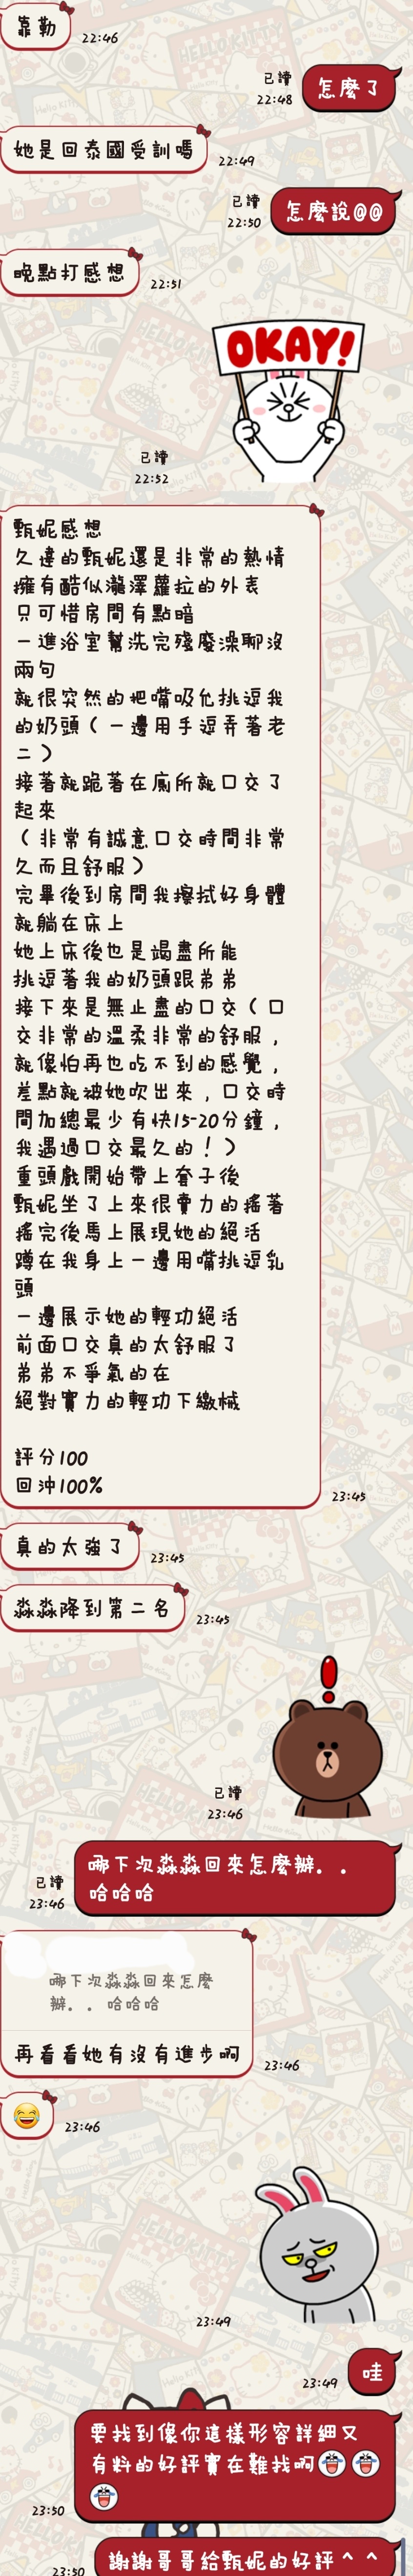 靠勒
22:46
已讀
22:48
怎麼了
她是回泰國受訓嗎
22:49
已讀
22:50
怎麼說@@
晚點打感想
22:51
OKAY!
已讀
22:52
甄妮感想
久違的甄妮還是非常的熱情
擁有酷似瀧澤蘿拉的外表
只可惜房間有點暗
一進浴室幫洗完殘廢澡聊沒
兩句
就很突然的把嘴吸允挑逗我
的奶頭（一邊用手逗弄著老
二）
接著就跪著在廁所就口交了
起來
（非常有誠意口交時間非常
久而且舒服）
完畢後到房間我擦拭好身體
就躺在床上
她上床後也是竭盡所能
挑逗著我的奶頭跟弟弟
接下來是無止盡的口交（口
交非常的溫柔非常的舒服，
就像怕再也吃不到的感覺，
差點就被她吹出來，口交時
間加總最少有快15-20分鐘，
我遇過口交最久的！）
重頭戲開始帶上套子後
甄妮坐了上來很賣力的搖著
搖完後馬上展現她的絕活
蹲在我身上一邊用嘴挑逗乳
頭
一邊展示她的輕功絕活
前面口交真的太舒服了
弟弟不爭氣的在
絕對實力的輕功下繳械
評分100
回沖100%
23:45
真的太強了
23:45
淼淼降到第二名
23:45
已讀
23:46
已讀
23:46
哪下次淼淼回來怎麼辦．．
哈哈哈
哪下次淼淼回來怎麼
辦．．哈哈哈
再看看她有沒有進步啊
23:46
23:46
23:49
23:49
哇
要找到像你這樣形容詳細又
有料的好評實在難找啊
23:50
謝謝哥哥給甄妮的好評^^
23:50